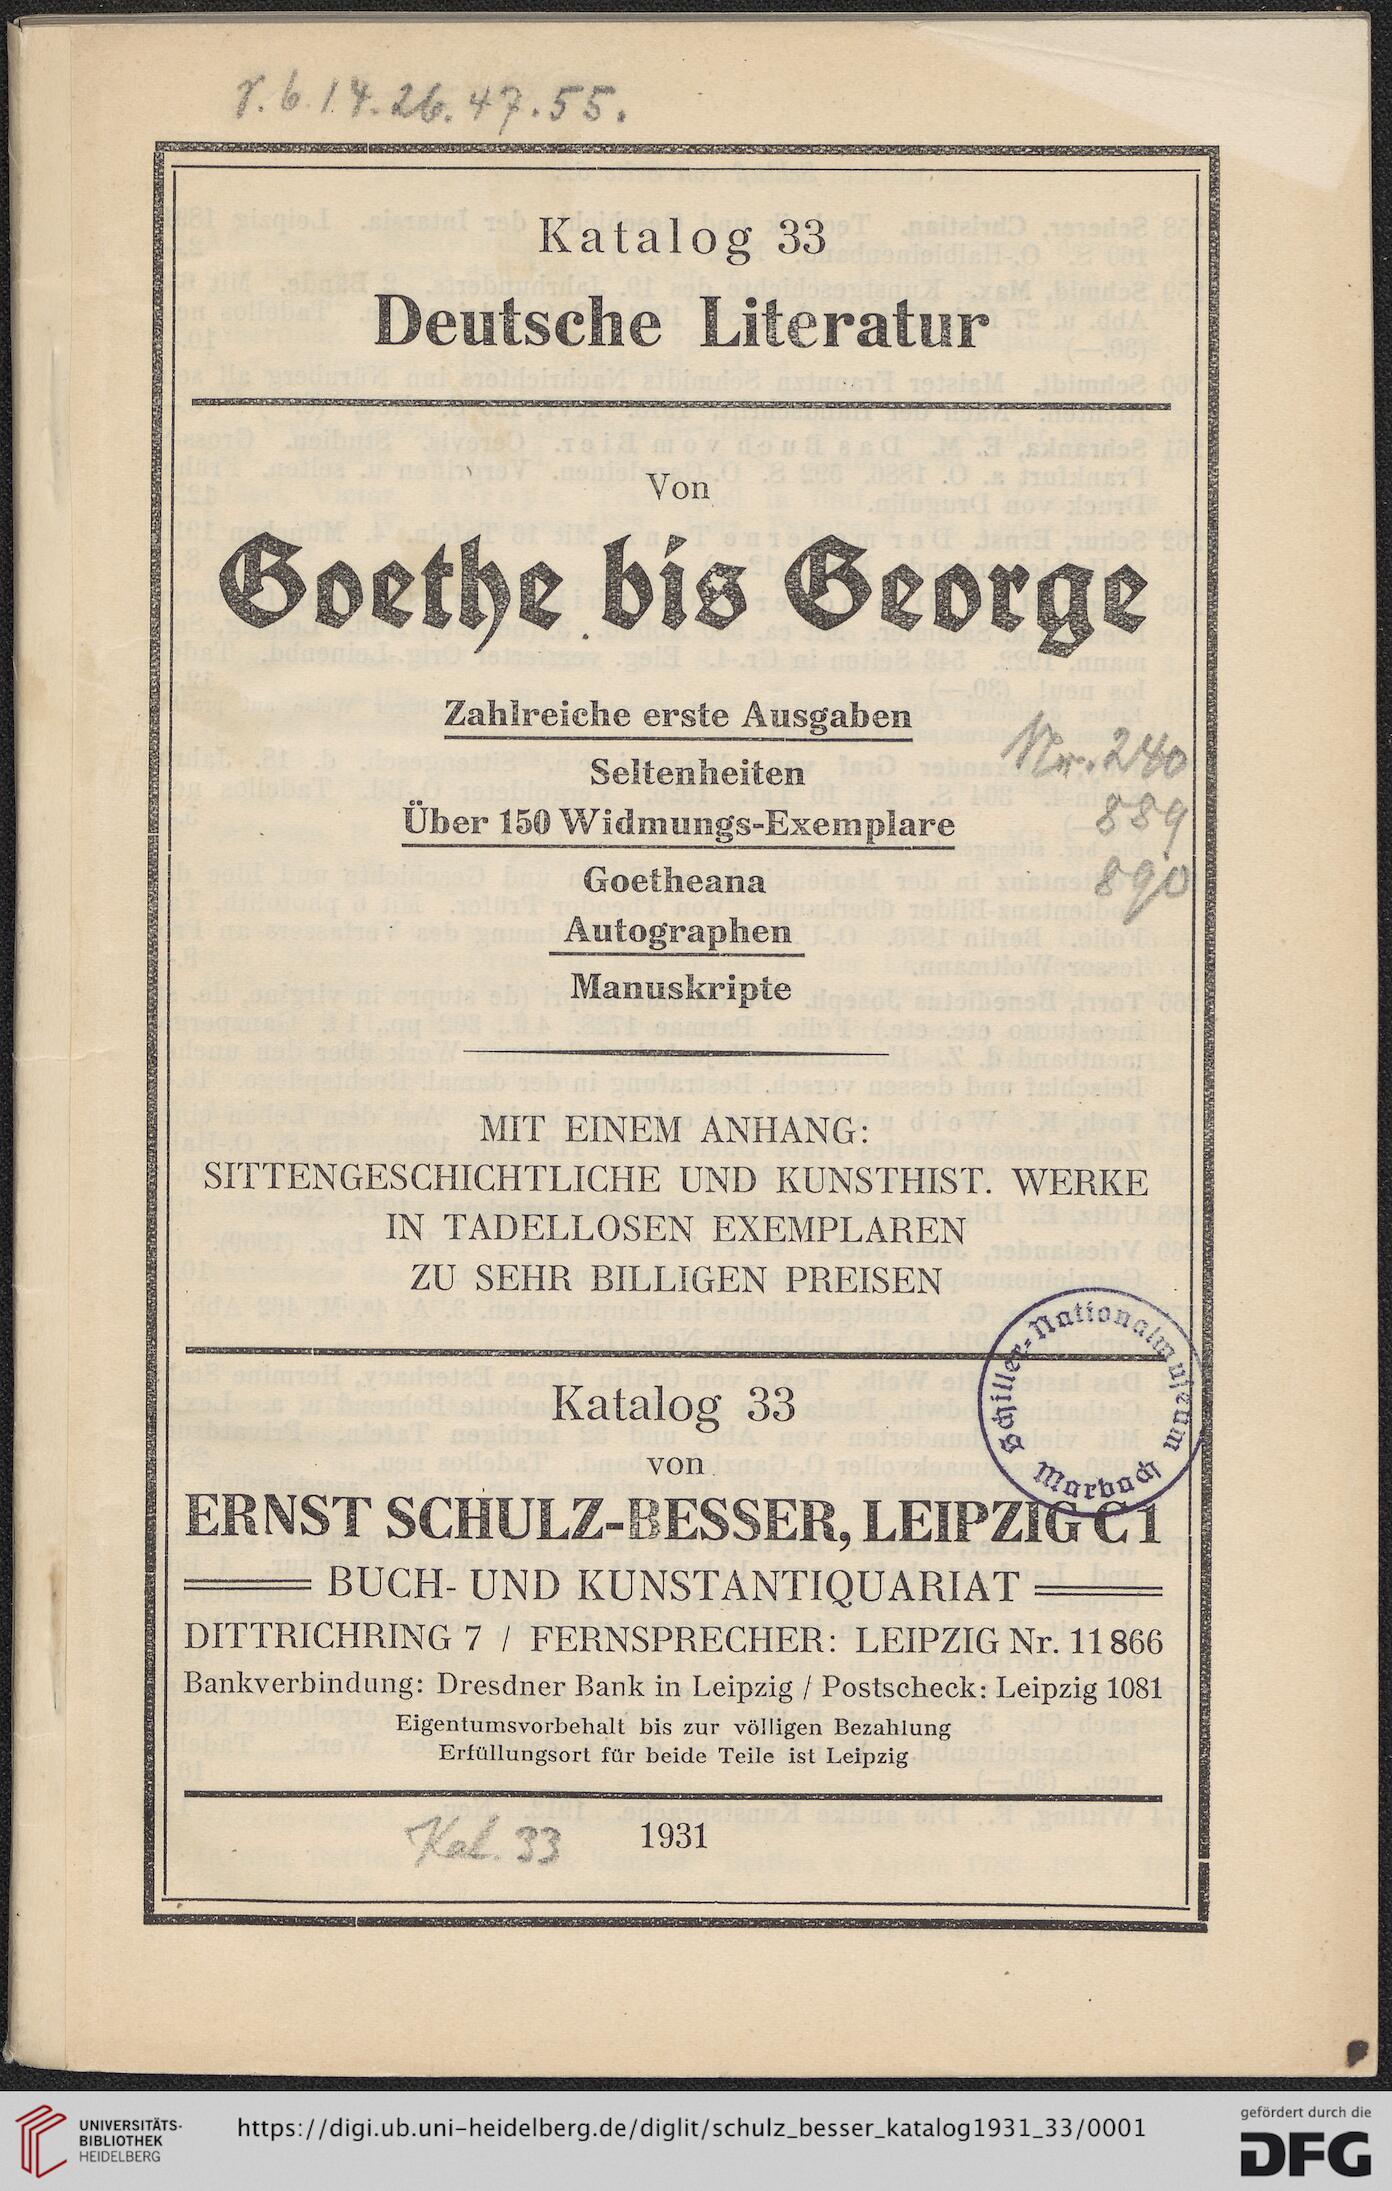 r. 6. 14. 26. 47. 55.
Katalog 33
Deutsche Literatur
Von
Goethe bis George
Zahlreiche erste Ausgaben
Seltenheiten
Über 150 Widmungs-Exemplare
Goetheana
Autographen
Manuskripte
Nr. 240
889
890
MIT EINEM ANHANG:
SITTENGESCHICHTLICHE UND KUNSTHIST. WERKE
IN TADELLOSEN EXEMPLAREN
ZU SEHR BILLIGEN PREISEN
Schiller-Nationalmuseum
Marbach
Katalog 33
von
ERNST SCHULZ-BESSER, LEIPZIG C 1
BUCH- UND KUNSTANTIQUARIAT
DITTRICHRING 7 / FERNSPRECHER: LEIPZIG Nr. 11866
Bankverbindung: Dresdner Bank in Leipzig / Postscheck: Leipzig 1081
Eigentumsvorbehalt bis zur völligen Bezahlung
Erfüllungsort für beide Teile ist Leipzig
Kat. 33
1931
UNIVERSITÄTS-
BIBLIOTHEK
HEIDELBERG
https://digi.ub.uni-heidelberg.de/diglit/schulz_besser_katalog1931_33/0001
gefördert durch die
DFG